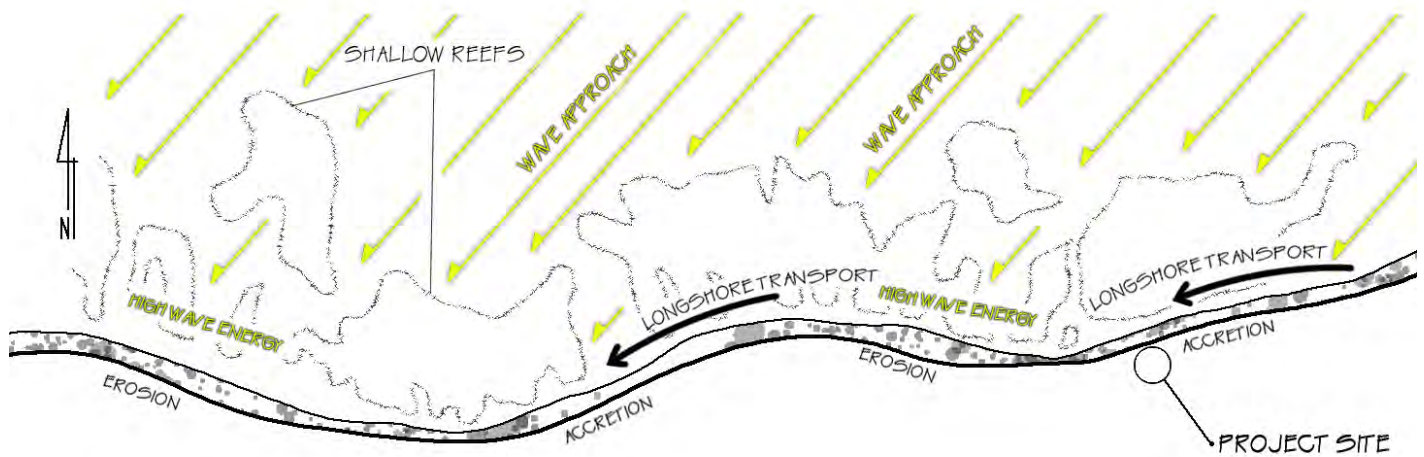 SHALLOW REEFS
WAVE APPROACH
WAVE APPROACH
N
LONGSHORE TRANSPORT
LONGSHORE TRANSPORT
HIGH WAVE ENERGY
HIGH WAVE ENERGY
EROSION
ACCRETION
EROSION
ACCRETION
PROJECT SITE